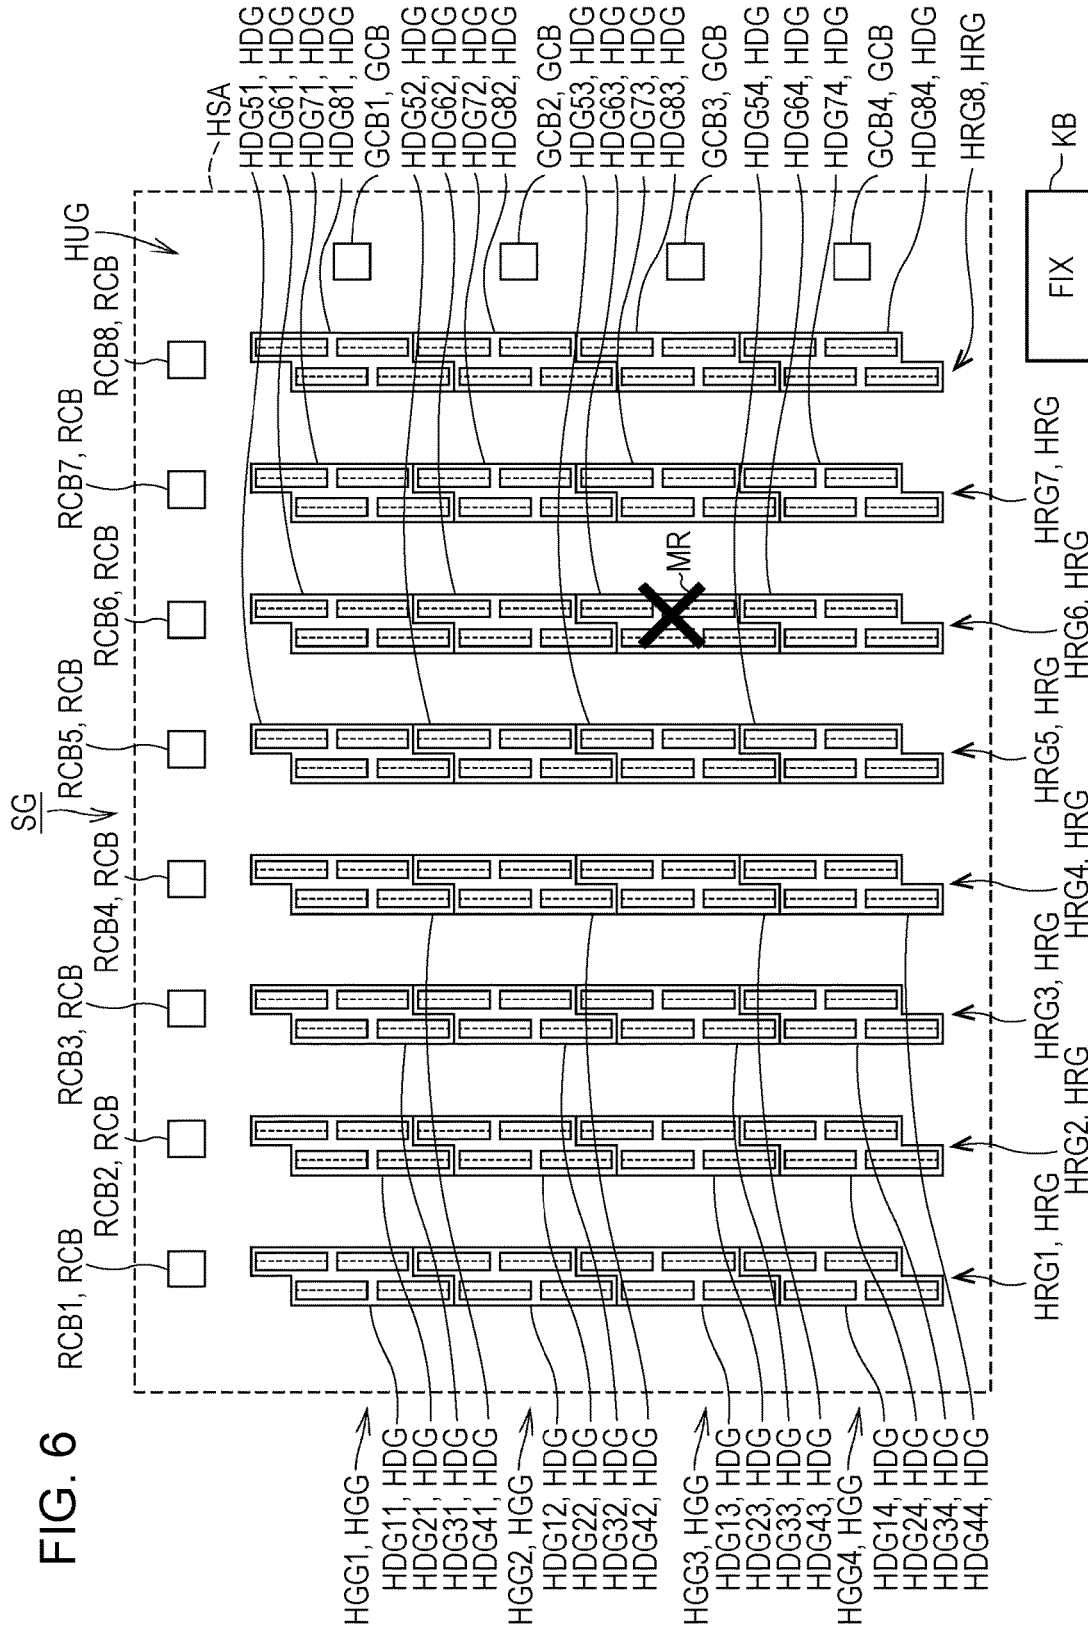 FIG. 6
SG
HUG
HSA
RCB1, RCB
RCB2, RCB
RCB3, RCB
RCB4, RCB
RCB5, RCB
RCB6, RCB
RCB7, RCB
RCB8, RCB
HDG51, HDG
HDG61, HDG
HDG71, HDG
HDG81, HDG
GCB1, GCB
HDG52, HDG
HDG62, HDG
HDG72, HDG
HDG82, HDG
GCB2, GCB
HDG53, HDG
HDG63, HDG
HDG73, HDG
HDG83, HDG
GCB3, GCB
HDG54, HDG
HDG64, HDG
HDG74, HDG
GCB4, GCB
HDG84, HDG
HRG8, HRG
MR
HGG1, HGG
HDG11, HDG
HDG21, HDG
HDG31, HDG
HDG41, HDG
HGG2, HGG
HDG12, HDG
HDG22, HDG
HDG32, HDG
HDG42, HDG
HGG3, HGG
HDG13, HDG
HDG23, HDG
HDG33, HDG
HDG43, HDG
HGG4, HGG
HDG14, HDG
HDG24, HDG
HDG34, HDG
HDG44, HDG
HRG1, HRG
HRG2, HRG
HRG3, HRG
HRG4, HRG
HRG5, HRG
HRG6, HRG
HRG7, HRG
FIX
KB